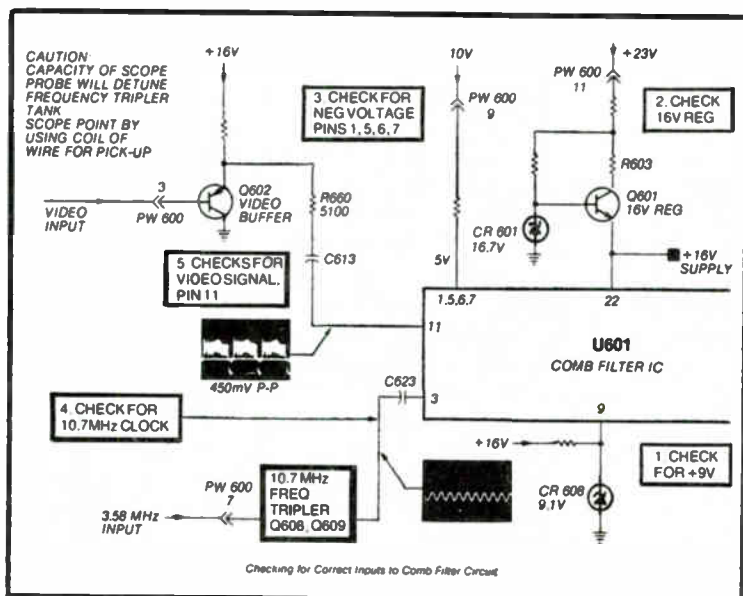 CAUTION:
CAPACITY OF SCOPE
PROBE WILL DETUNE
FREQUENCY TRIPLER
TANK
SCOPE POINT BY
USING COIL OF
WIRE FOR PICK-UP
+16V
3. CHECK FOR
NEG VOLTAGE
PINS 1, 5, 6, 7
10V
PW 600
9
+23V
PW 600
11
2. CHECK
16V REG
R603
Q601
16V REG
CR 601
16.7V
+16V
SUPPLY
3
VIDEO
INPUT
PW 600
Q602
VIDEO
BUFFER
R660
5100
C613
5. CHECKS FOR
VIDEO SIGNAL,
PIN 11
5V
1.5,6,7
22
11
U601
COMB FILTER IC
450mV P-P
C623
3
9
4. CHECK FOR
10.7MHz CLOCK
+16V
1. CHECK
FOR +9V
CR 608
9.1V
PW 600
7
3.58 MHz
INPUT
10.7 MHz
FREQ
TRIPLER
Q608, Q609
Checking for Correct Inputs to Comb Filter Circuit